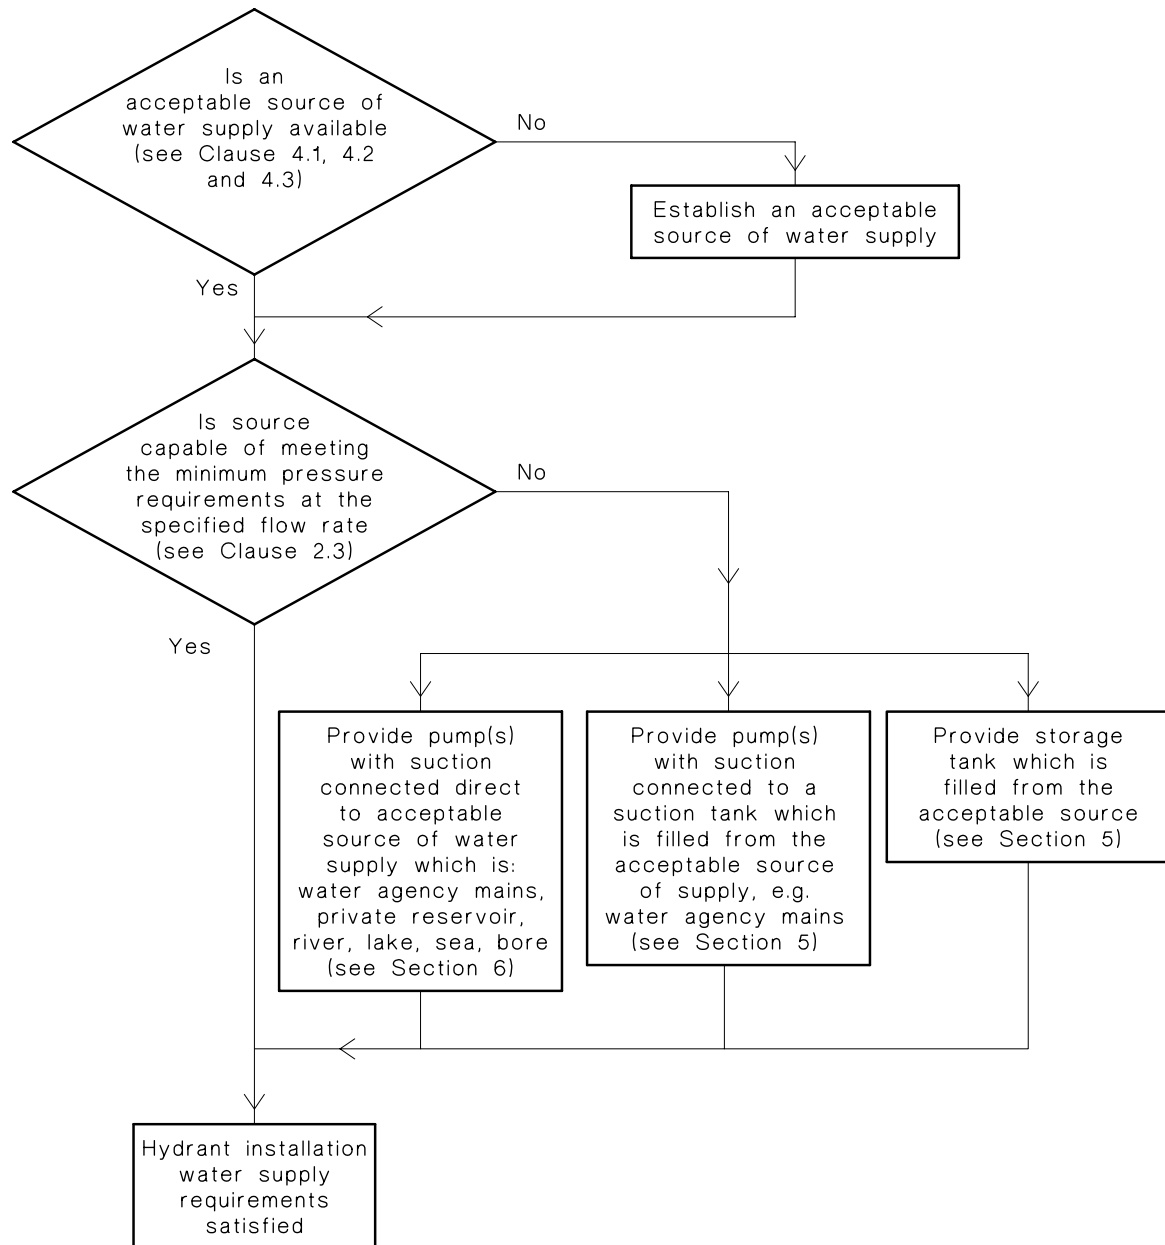 Is an
acceptable source of
water supply available
(see Clause 4.1, 4.2
and 4.3)
No
Establish an acceptable
source of water supply
Yes
Is source
capable of meeting
the minimum pressure
requirements at the
specified flow rate
(see Clause 2.3)
No
Yes
Provide pump(s)
with suction
connected direct
to acceptable
source of water
supply which is:
water agency mains,
private reservoir,
river, lake, sea, bore
(see Section 6)
Provide pump(s)
with suction
connected to a
suction tank which
is filled from the
acceptable source
of supply, e.g.
water agency mains
(see Section 5)
Provide storage
tank which is
filled from the
acceptable source
(see Section 5)
Hydrant installation
water supply
requirements
satisfied